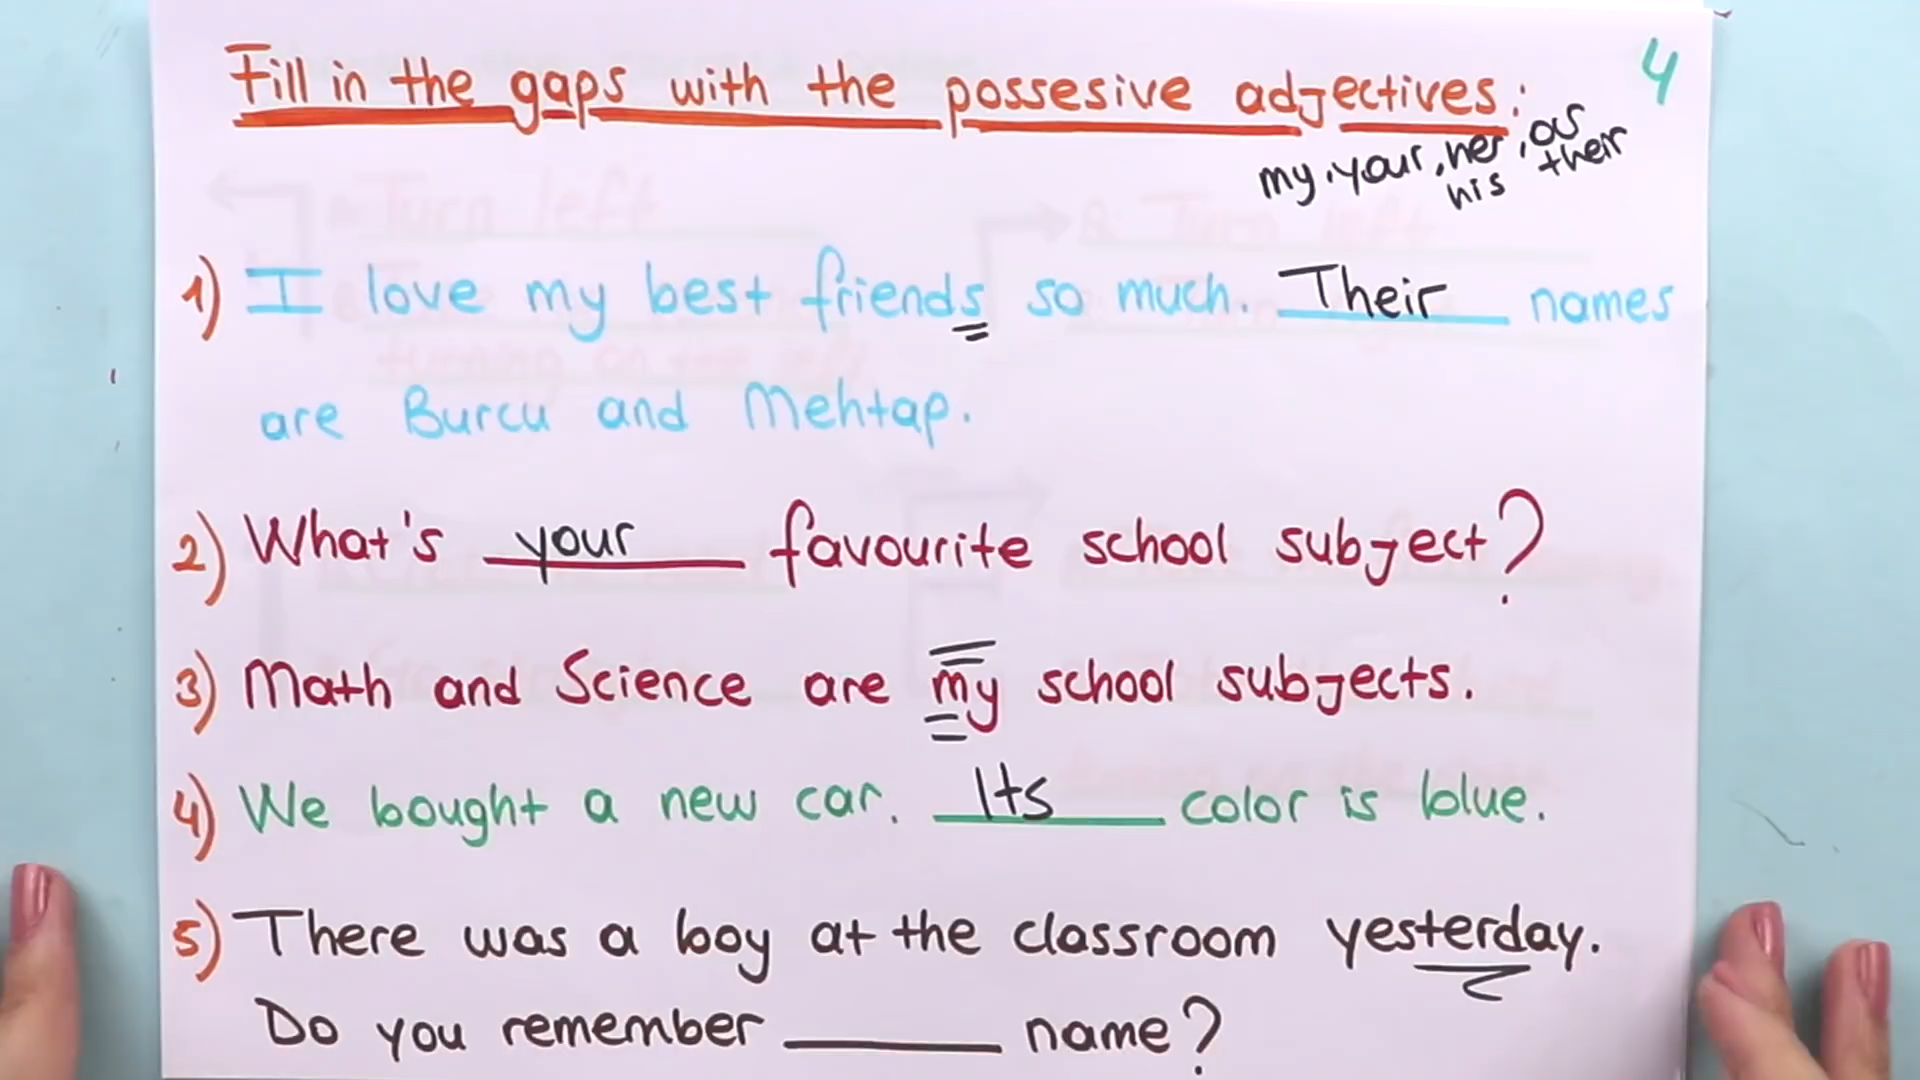 Fill in the gaps with the possesive adjectives:
4
my, your, her, our
his their
1) I love my best friends so much. Their names
are Burcu and Mehtap.
2) What's your favourite school subject?
3) Math and Science are my school subjects.
4) We bought a new car. Its color is blue.
5) There was a boy at the classroom yesterday.
Do you remember ______ name?